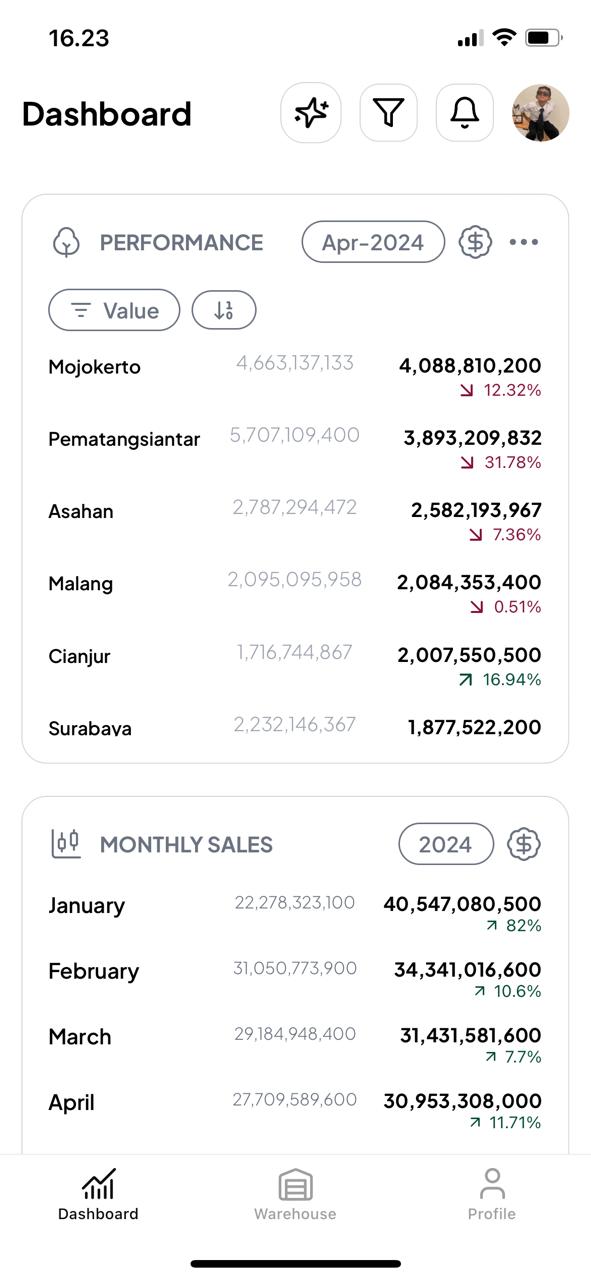 16.23
Dashboard
PERFORMANCE Apr-2024
Value
Mojokerto 4,663,137,133 4,088,810,200
12.32%
Pematangsiantar 5,707,109,400 3,893,209,832
31.78%
Asahan 2,787,294,472 2,582,193,967
7.36%
Malang 2,095,095,958 2,084,353,400
0.51%
Cianjur 1,716,744,867 2,007,550,500
16.94%
Surabaya 2,232,146,367 1,877,522,200
MONTHLY SALES 2024
January 22,278,323,100 40,547,080,500
82%
February 31,050,773,900 34,341,016,600
10.6%
March 29,184,948,400 31,431,581,600
7.7%
April 27,709,589,600 30,953,308,000
11.71%
Dashboard Warehouse Profile